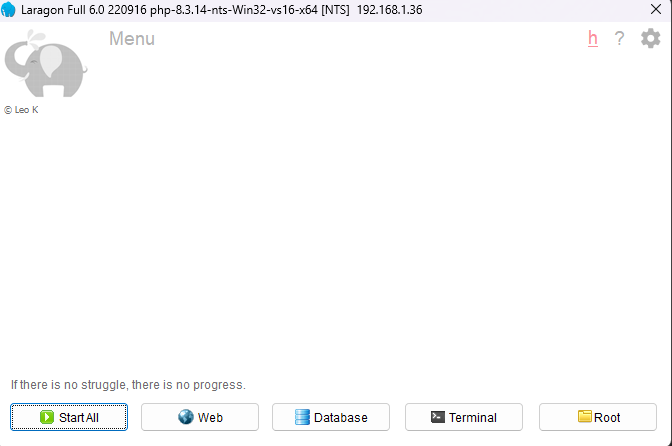 Laragon Full 6.0 220916 php-8.3.14-nts-Win32-vs16-x64 [NTS] 192.168.1.36
Menu
h
?
© Leo K
If there is no struggle, there is no progress.
Start All
Web
Database
Terminal
Root